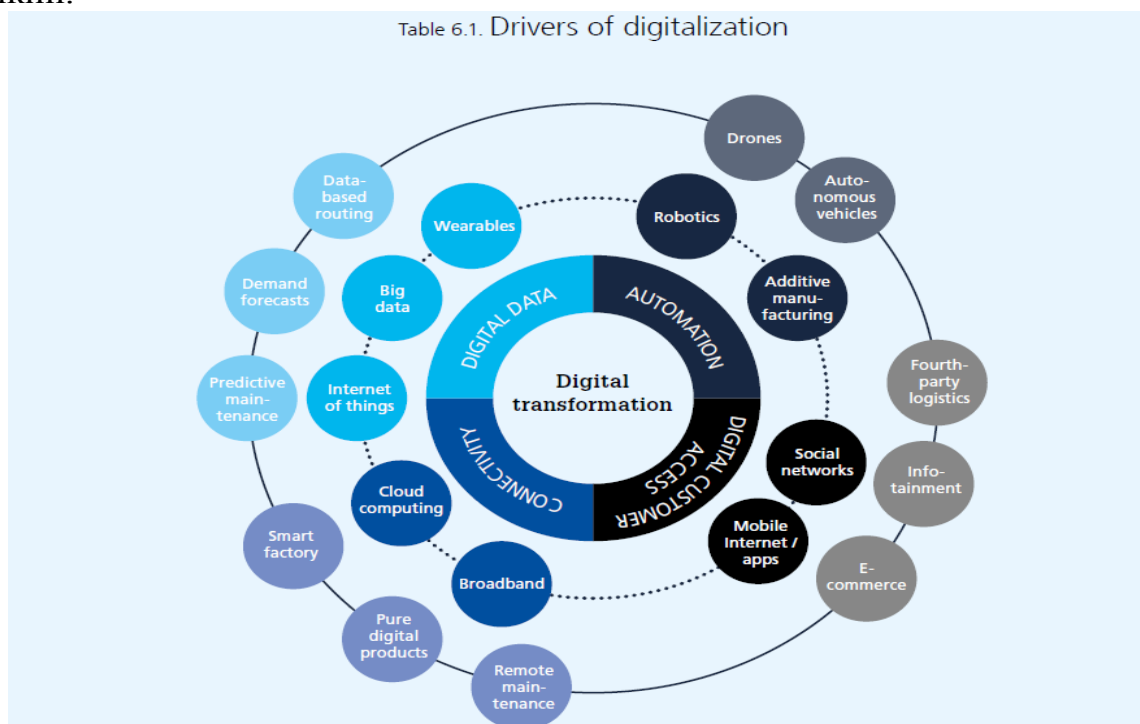 Table 6.1. Drivers of digitalization
Drones
Auto-
nomous
vehicles
Data-
based
routing
Wearables
Robotics
Demand
forecasts
Big
data
Additive
manu-
facturing
DIGITAL DATA
AUTOMATION
Predictive
main-
tenance
Internet
of things
Digital
transformation
Fourth-
party
logistics
CONNECTIVITY
DIGITAL CUSTOMER
ACCESS
Social
networks
Info-
tainment
Cloud
computing
Smart
factory
Mobile
Internet /
apps
E-
commerce
Broadband
Pure
digital
products
Remote
main-
tenance